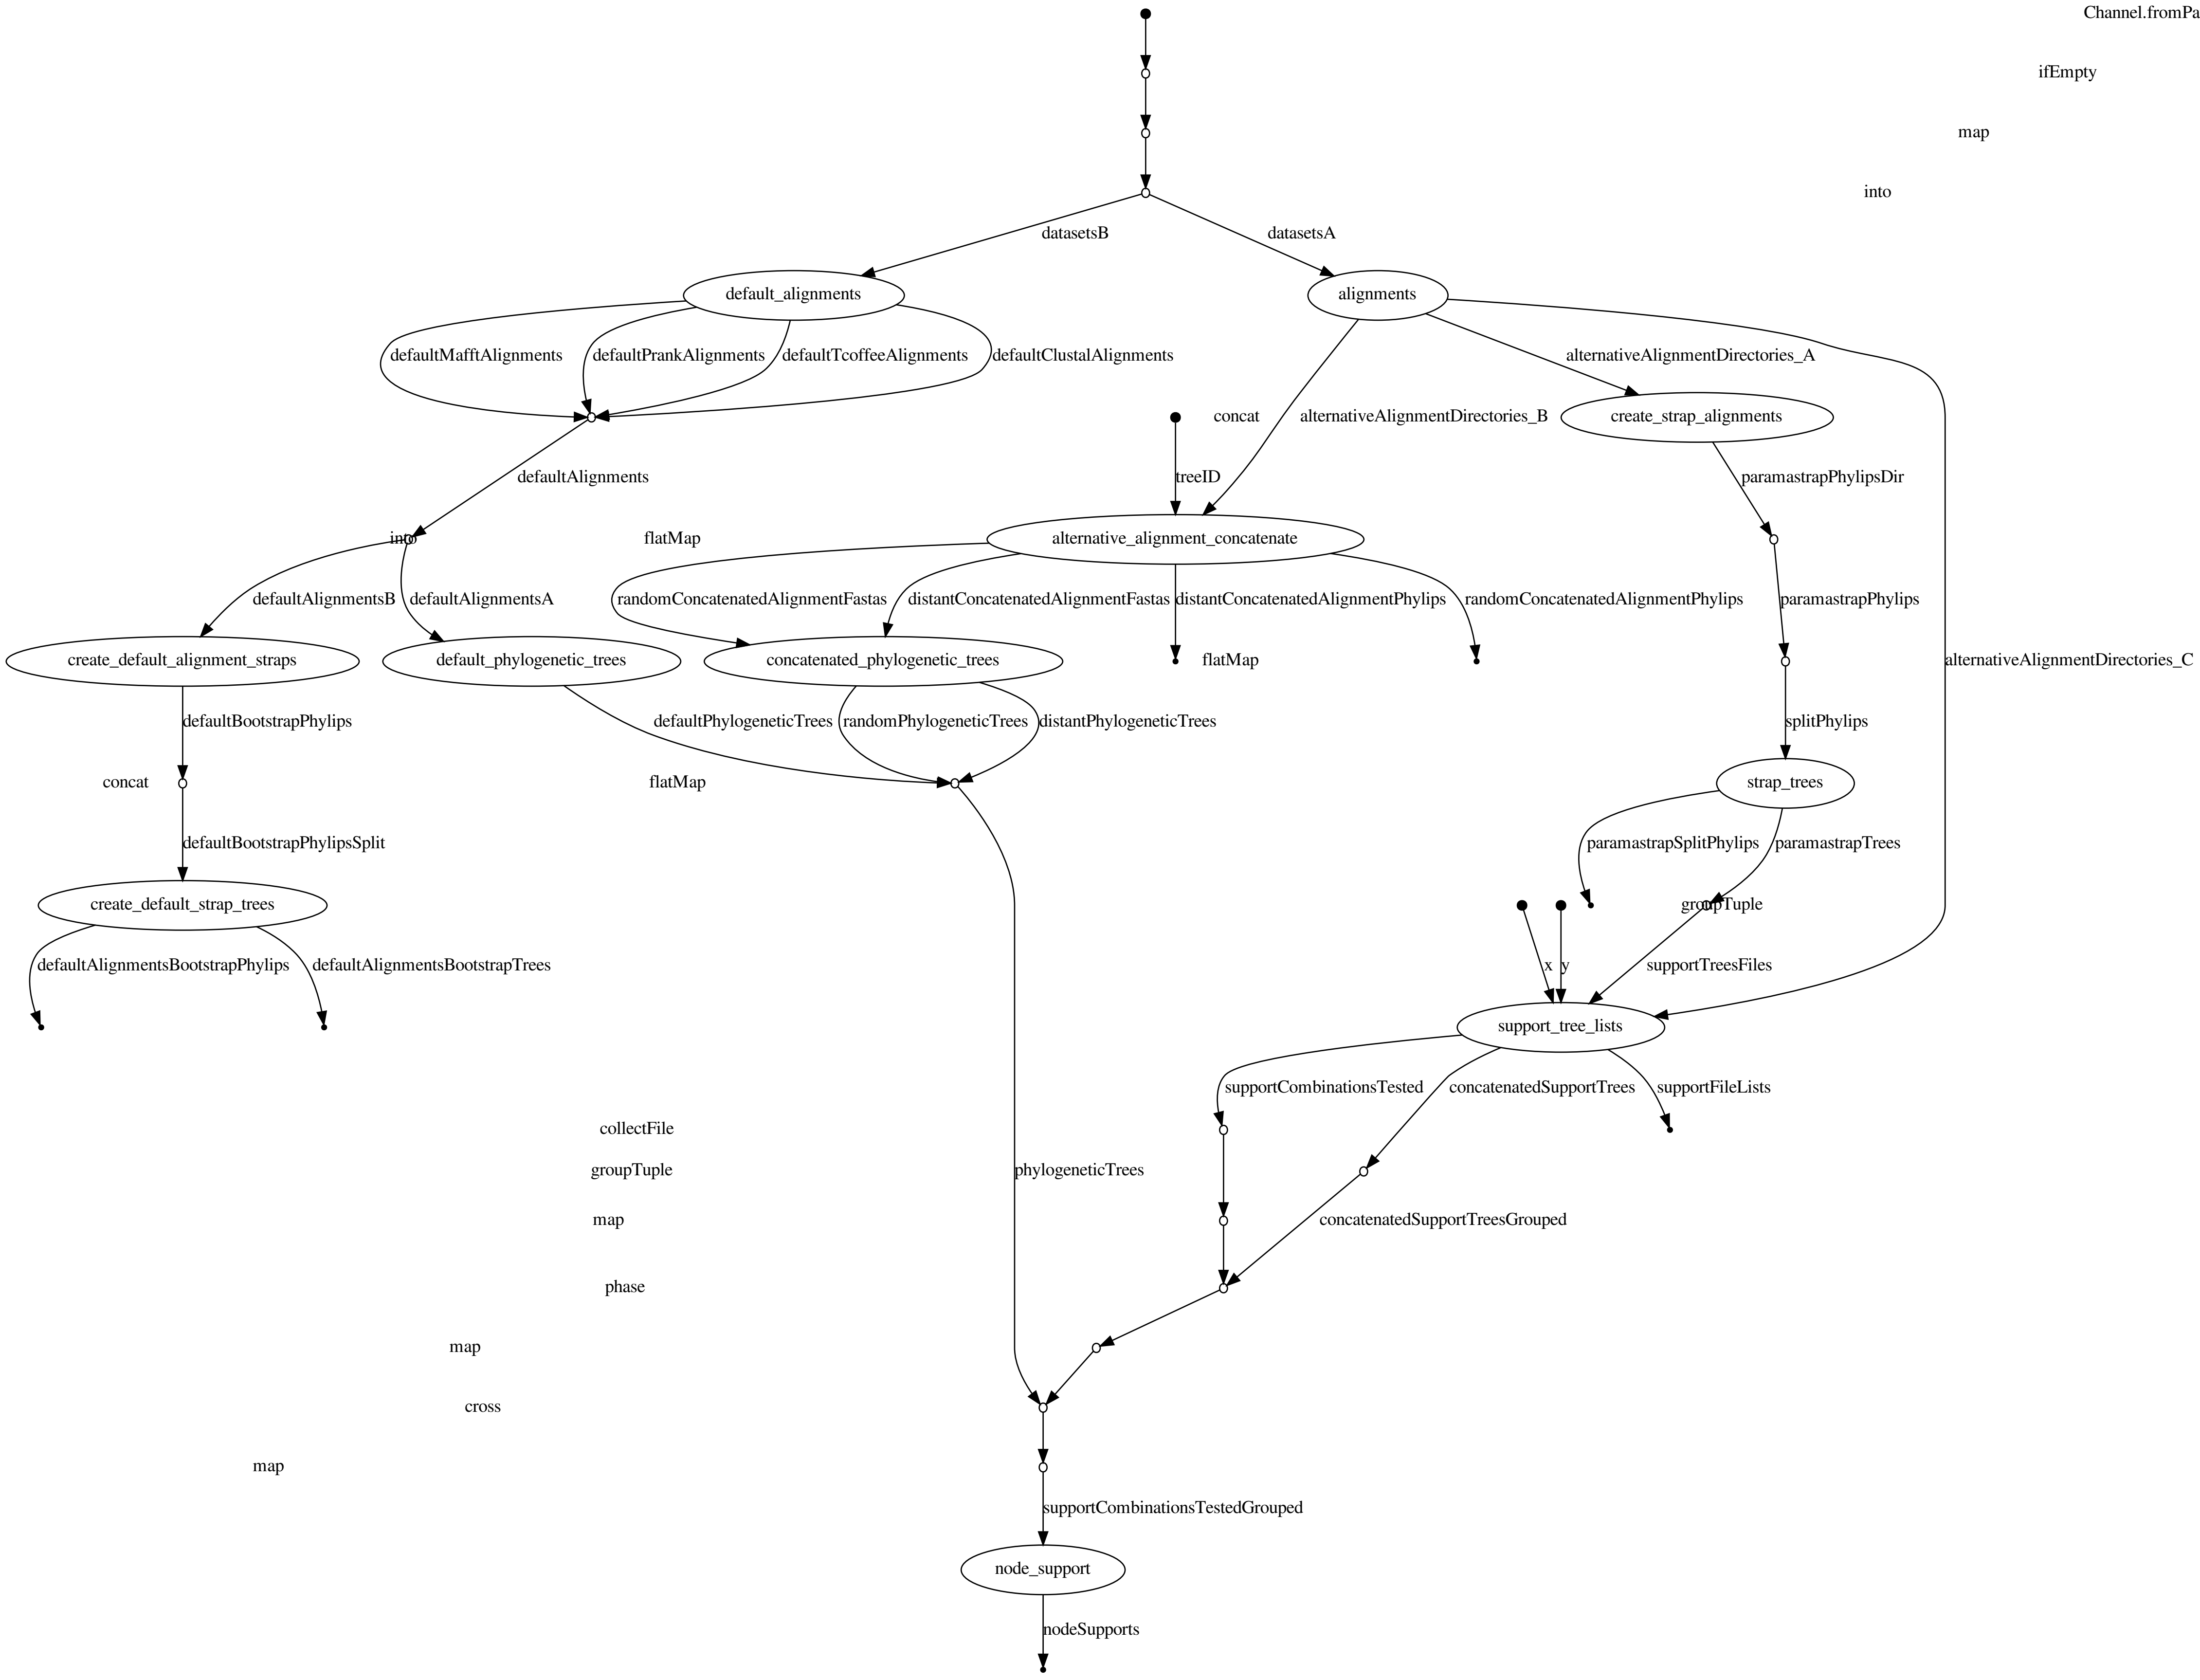 Channel.fromPa
ifEmpty
map
into
datasetsB
datasetsA
default_alignments
alignments
defaultMafftAlignments
defaultPrankAlignments
defaultTcoffeeAlignments
defaultClustalAlignments
alternativeAlignmentDirectories_A
concat
alternativeAlignmentDirectories_B
create_strap_alignments
defaultAlignments
treeID
paramastrapPhylipsDir
into
flatMap
alternative_alignment_concatenate
defaultAlignmentsB
defaultAlignmentsA
randomConcatenatedAlignmentFastas
distantConcatenatedAlignmentFastas
distantConcatenatedAlignmentPhylips
randomConcatenatedAlignmentPhylips
paramastrapPhylips
create_default_alignment_straps
default_phylogenetic_trees
concatenated_phylogenetic_trees
flatMap
alternativeAlignmentDirectories_C
defaultBootstrapPhylips
defaultPhylogeneticTrees
randomPhylogeneticTrees
distantPhylogeneticTrees
splitPhylips
concat
flatMap
strap_trees
defaultBootstrapPhylipsSplit
paramastrapSplitPhylips
paramastrapTrees
create_default_strap_trees
groupTuple
defaultAlignmentsBootstrapPhylips
defaultAlignmentsBootstrapTrees
x
y
supportTreesFiles
support_tree_lists
supportCombinationsTested
concatenatedSupportTrees
supportFileLists
collectFile
groupTuple
phylogeneticTrees
map
concatenatedSupportTreesGrouped
phase
map
cross
map
supportCombinationsTestedGrouped
node_support
nodeSupports